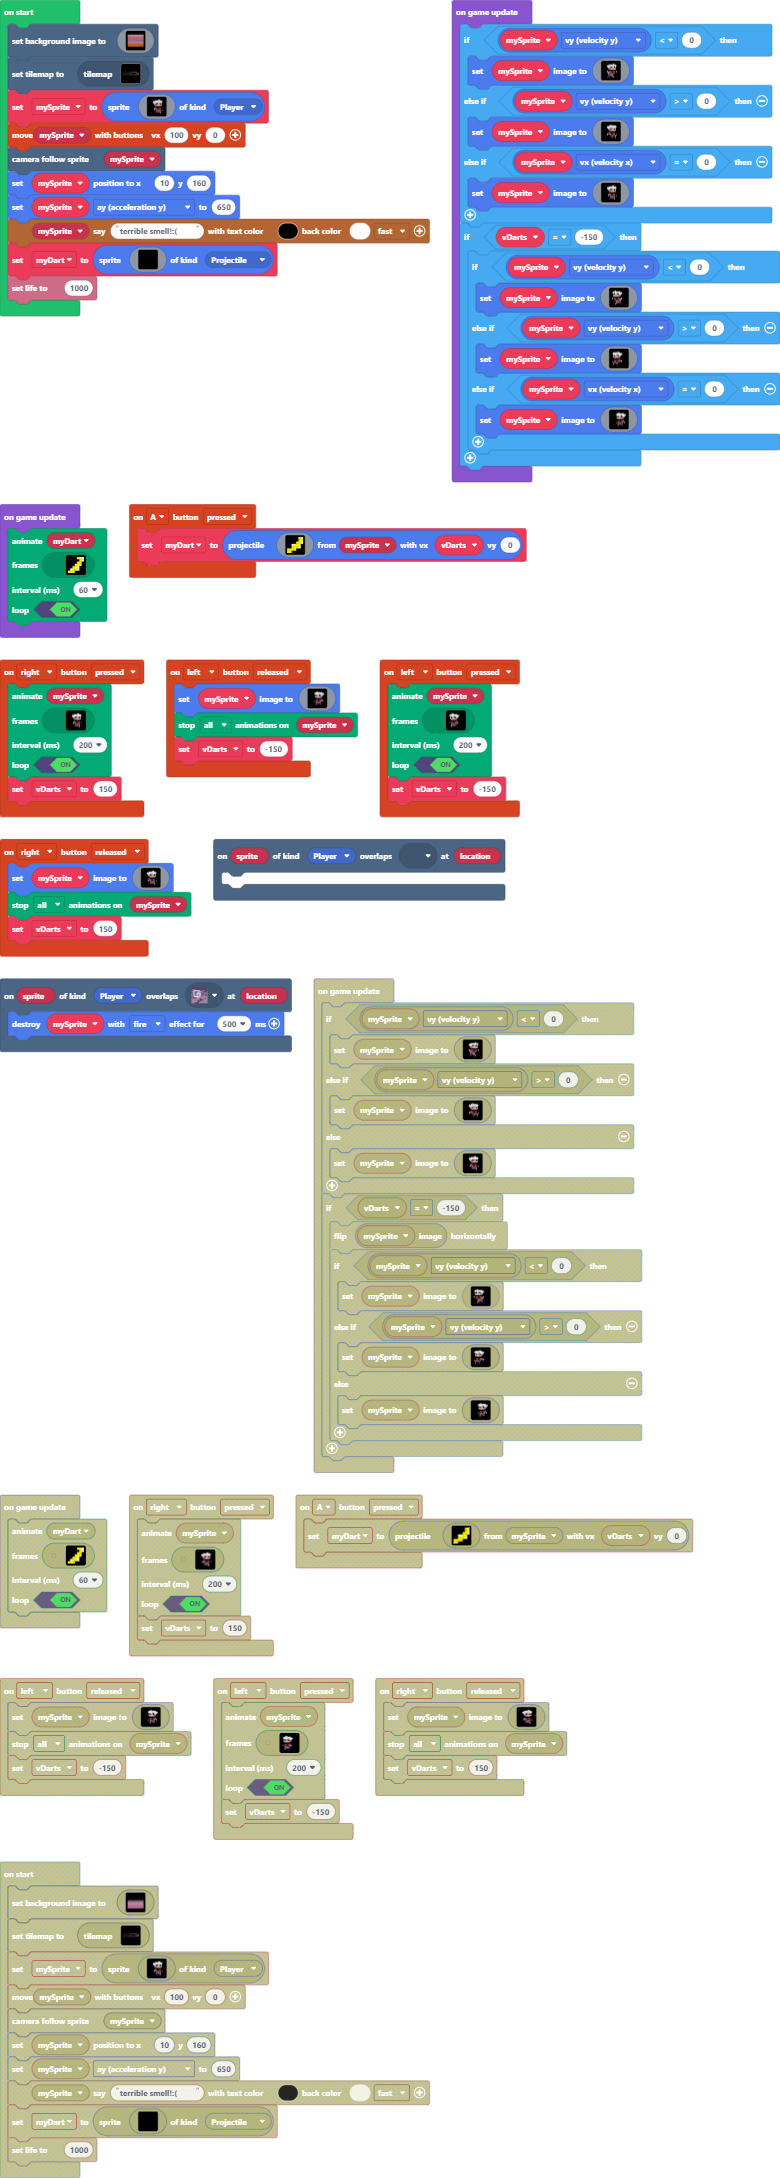 on start
set background image to
set tilemap to tilemap
set mySprite to sprite of kind Player
move mySprite with buttons vx 100 vy 0
camera follow sprite mySprite
set mySprite position to x 10 y 160
set mySprite ay (acceleration y) to 650
mySprite say "terrible smell!:(" with text color back color fast
set myDart to sprite of kind Projectile
set life to 1000
on game update
if mySprite vy (velocity y) < 0 then
set mySprite image to
else if mySprite vy (velocity y) > 0 then
set mySprite image to
else if mySprite vx (velocity x) = 0 then
set mySprite image to
if vDarts = -150 then
if mySprite vy (velocity y) < 0 then
set mySprite image to
else if mySprite vy (velocity y) > 0 then
set mySprite image to
else if mySprite vx (velocity x) = 0 then
set mySprite image to
on game update
animate myDart
frames
interval (ms) 60
loop ON
on A button pressed
set myDart to projectile from mySprite with vx vDarts vy 0
on right button pressed
animate mySprite
frames
interval (ms) 200
loop ON
set vDarts to 150
on left button released
set mySprite image to
stop all animations on mySprite
set vDarts to -150
on left button pressed
animate mySprite
frames
interval (ms) 200
loop ON
set vDarts to -150
on right button released
set mySprite image to
stop all animations on mySprite
set vDarts to 150
on sprite of kind Player overlaps at location
on sprite of kind Player overlaps at location
destroy mySprite with fire effect for 500 ms
on game update
if mySprite vy (velocity y) < 0 then
set mySprite image to
else if mySprite vy (velocity y) > 0 then
set mySprite image to
else
set mySprite image to
if vDarts = -150 then
flip mySprite image horizontally
if mySprite vy (velocity y) < 0 then
set mySprite image to
else if mySprite vy (velocity y) > 0 then
set mySprite image to
else
set mySprite image to
on game update
animate myDart
frames
interval (ms) 60
loop ON
on right button pressed
animate mySprite
frames
interval (ms) 200
loop ON
set vDarts to 150
on A button pressed
set myDart to projectile from mySprite with vx vDarts vy 0
on left button released
set mySprite image to
stop all animations on mySprite
set vDarts to -150
on left button pressed
animate mySprite
frames
interval (ms) 200
loop ON
set vDarts to -150
on right button released
set mySprite image to
stop all animations on mySprite
set vDarts to 150
on start
set background image to
set tilemap to tilemap
set mySprite to sprite of kind Player
move mySprite with buttons vx 100 vy 0
camera follow sprite mySprite
set mySprite position to x 10 y 160
set mySprite ay (acceleration y) to 650
mySprite say "terrible smell!:(" with text color back color fast
set myDart to sprite of kind Projectile
set life to 1000